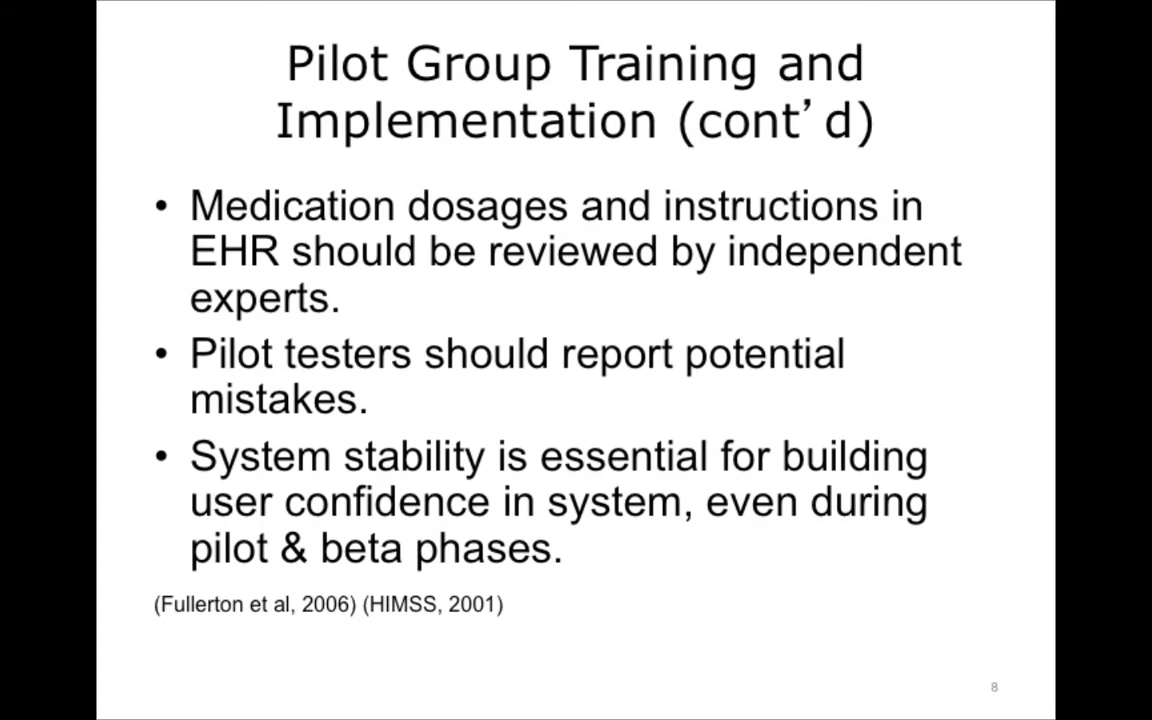 Pilot Group Training and
Implementation (cont’d)
• Medication dosages and instructions in
EHR should be reviewed by independent
experts.
• Pilot testers should report potential
mistakes.
• System stability is essential for building
user confidence in system, even during
pilot & beta phases.
(Fullerton et al, 2006) (HIMSS, 2001)
8